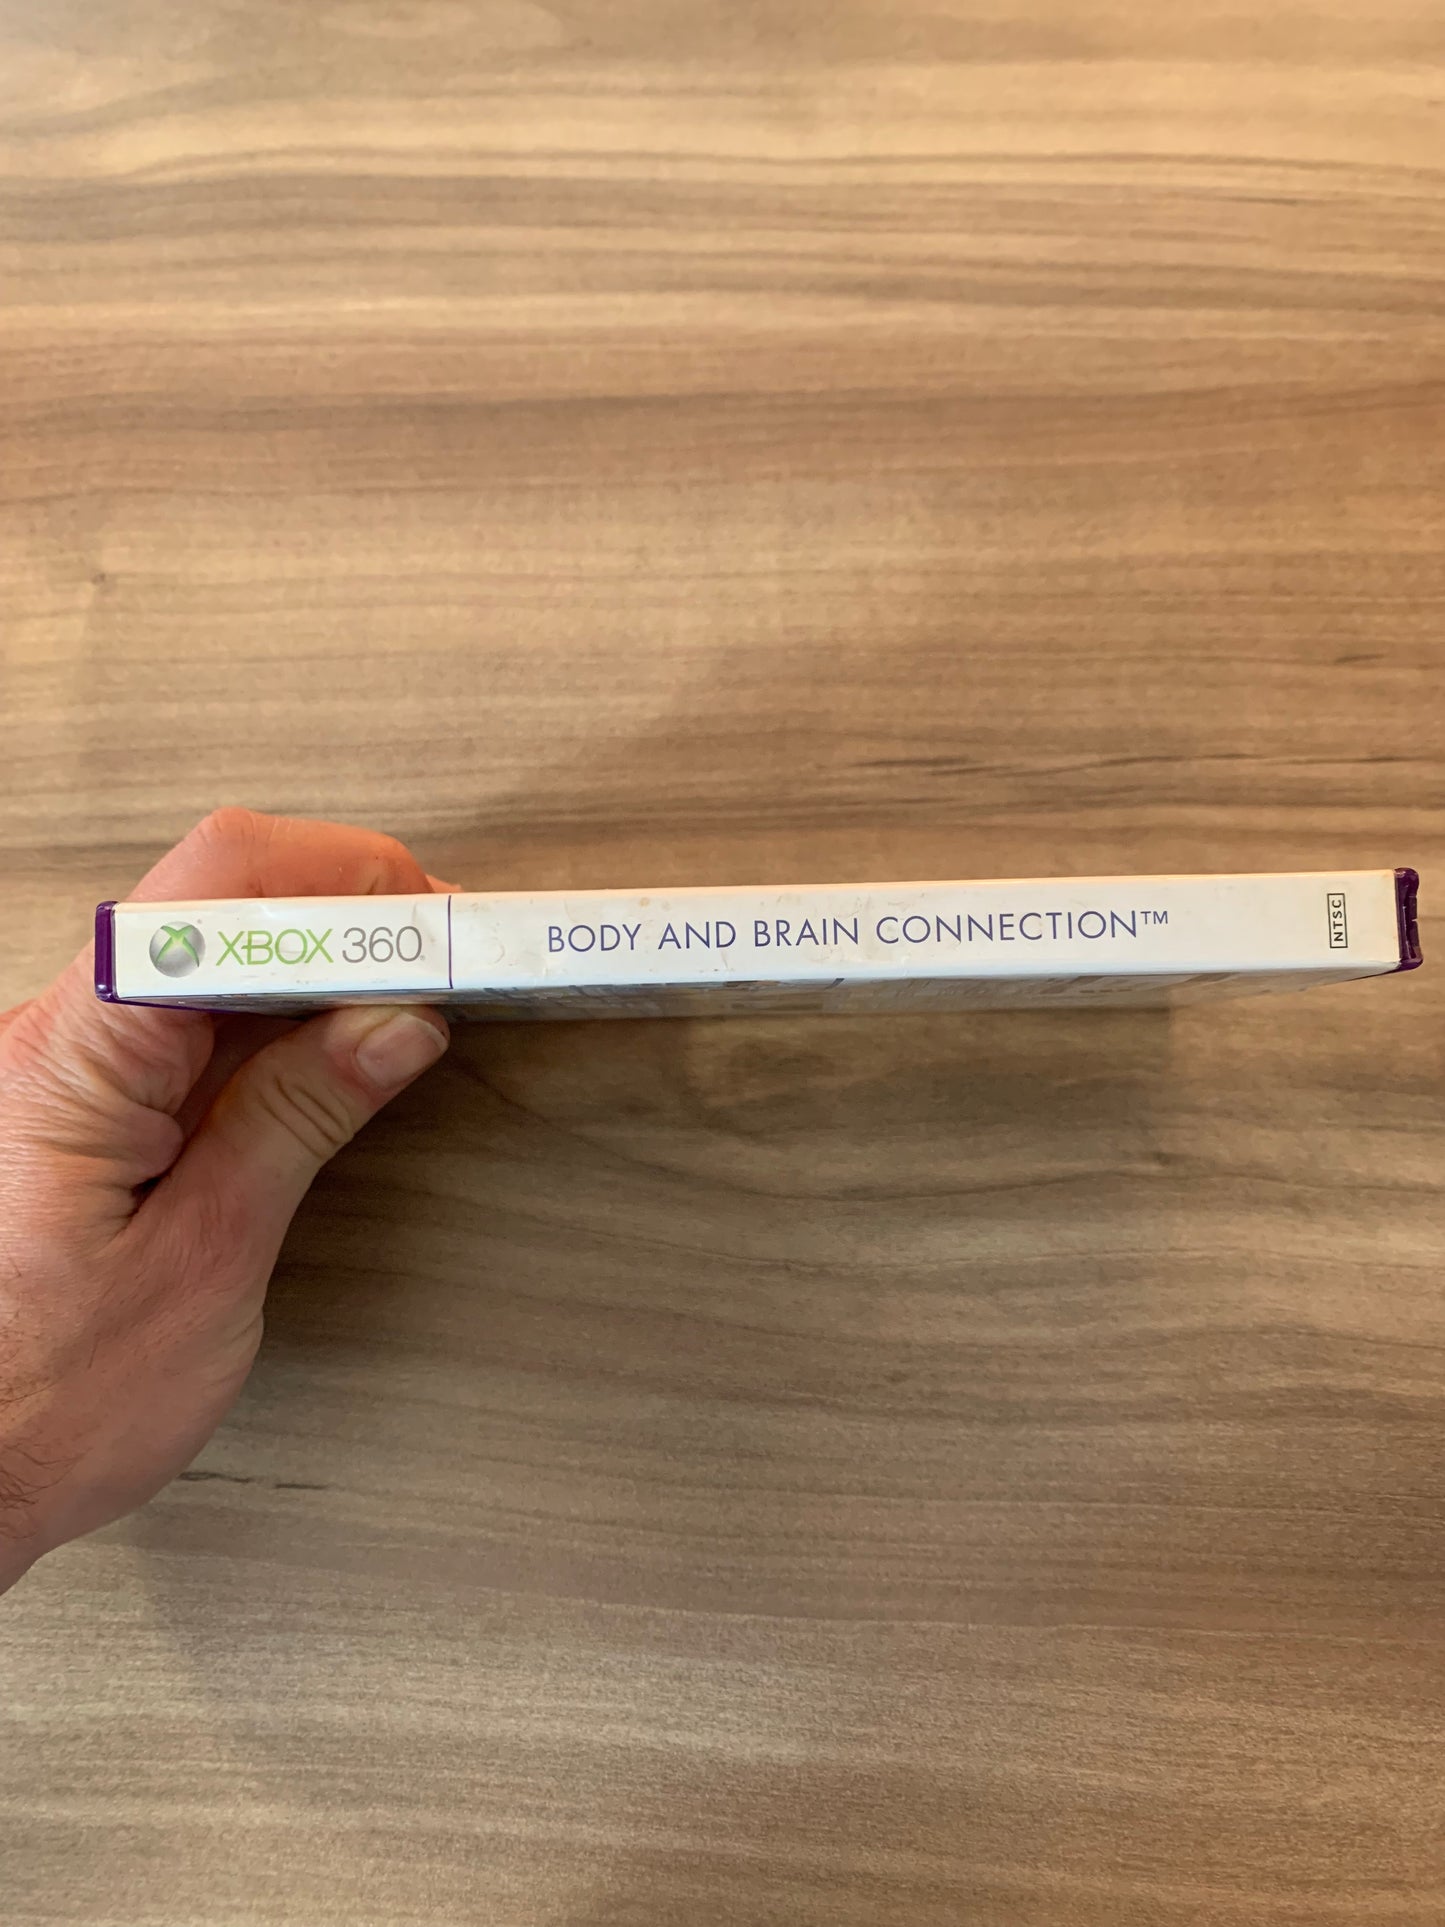 XBOX 360
BODY AND BRAIN CONNECTION™
NTSC